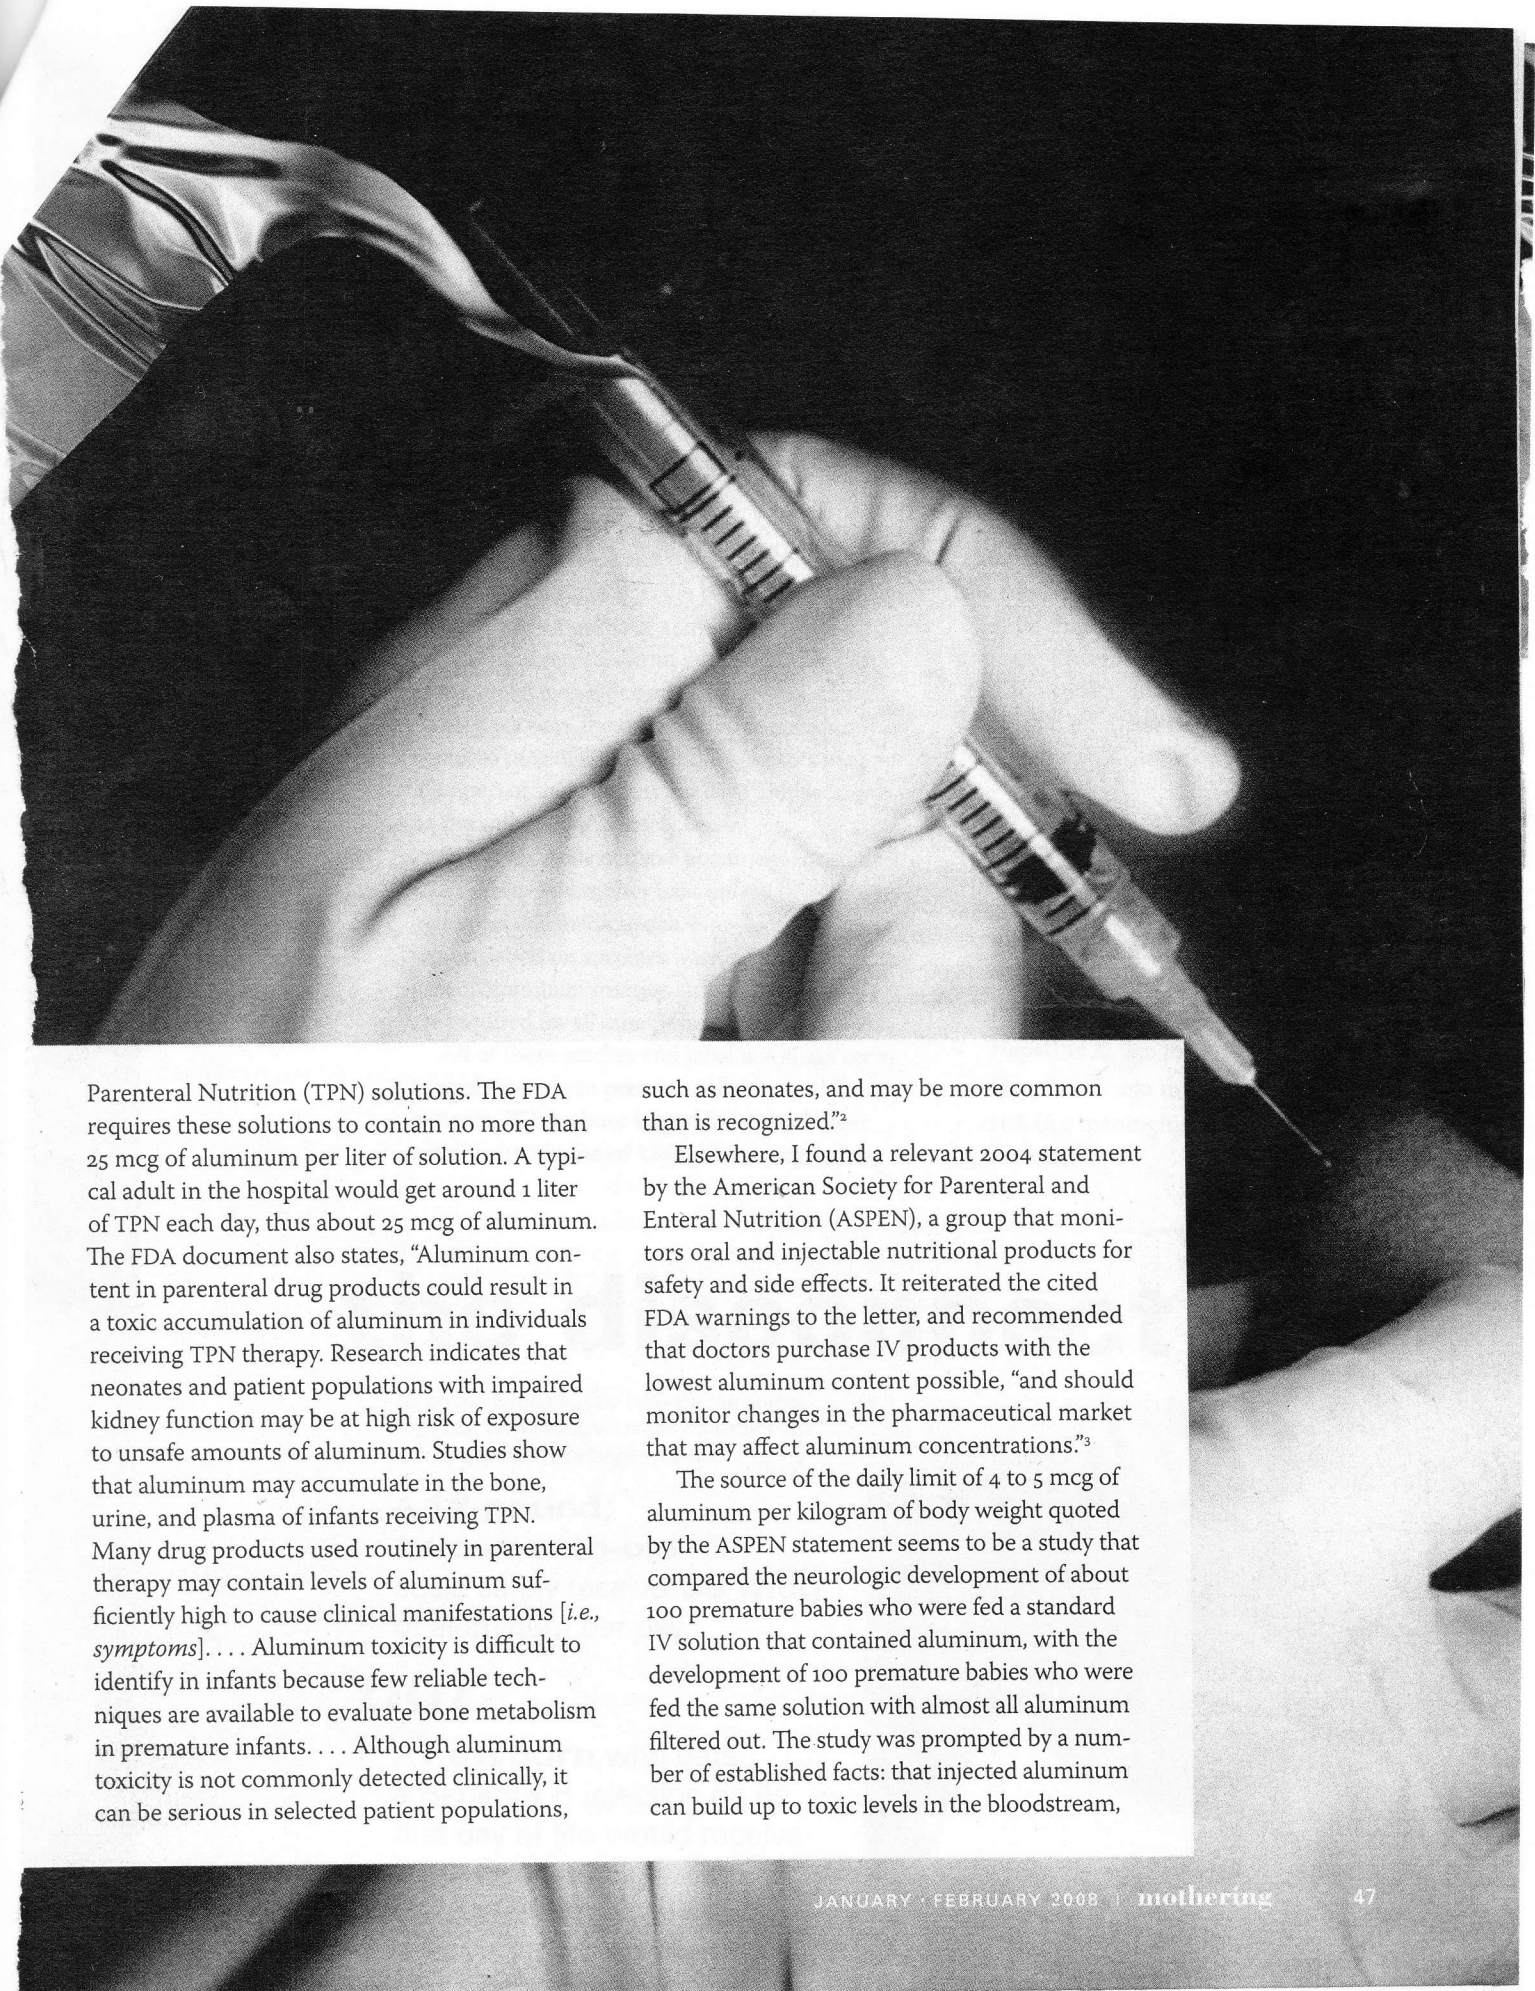 Parenteral Nutrition (TPN) solutions. The FDA
requires these solutions to contain no more than
25 mcg of aluminum per liter of solution. A typi-
cal adult in the hospital would get around 1 liter
of TPN each day, thus about 25 mcg of aluminum.
The FDA document also states, “Aluminum con-
tent in parenteral drug products could result in
a toxic accumulation of aluminum in individuals
receiving TPN therapy. Research indicates that
neonates and patient populations with impaired
kidney function may be at high risk of exposure
to unsafe amounts of aluminum. Studies show
that aluminum may accumulate in the bone,
urine, and plasma of infants receiving TPN.
Many drug products used routinely in parenteral
therapy may contain levels of aluminum suf-
ficiently high to cause clinical manifestations [i.e.,
symptoms]. . . . Aluminum toxicity is difficult to
identify in infants because few reliable tech-
niques are available to evaluate bone metabolism
in premature infants. . . . Although aluminum
toxicity is not commonly detected clinically, it
can be serious in selected patient populations,
such as neonates, and may be more common
than is recognized.”²
Elsewhere, I found a relevant 2004 statement
by the American Society for Parenteral and
Enteral Nutrition (ASPEN), a group that moni-
tors oral and injectable nutritional products for
safety and side effects. It reiterated the cited
FDA warnings to the letter, and recommended
that doctors purchase IV products with the
lowest aluminum content possible, “and should
monitor changes in the pharmaceutical market
that may affect aluminum concentrations.”³
The source of the daily limit of 4 to 5 mcg of
aluminum per kilogram of body weight quoted
by the ASPEN statement seems to be a study that
compared the neurologic development of about
100 premature babies who were fed a standard
IV solution that contained aluminum, with the
development of 100 premature babies who were
fed the same solution with almost all aluminum
filtered out. The study was prompted by a num-
ber of established facts: that injected aluminum
can build up to toxic levels in the bloodstream,
JANUARY · FEBRUARY 2008 | mothering 47